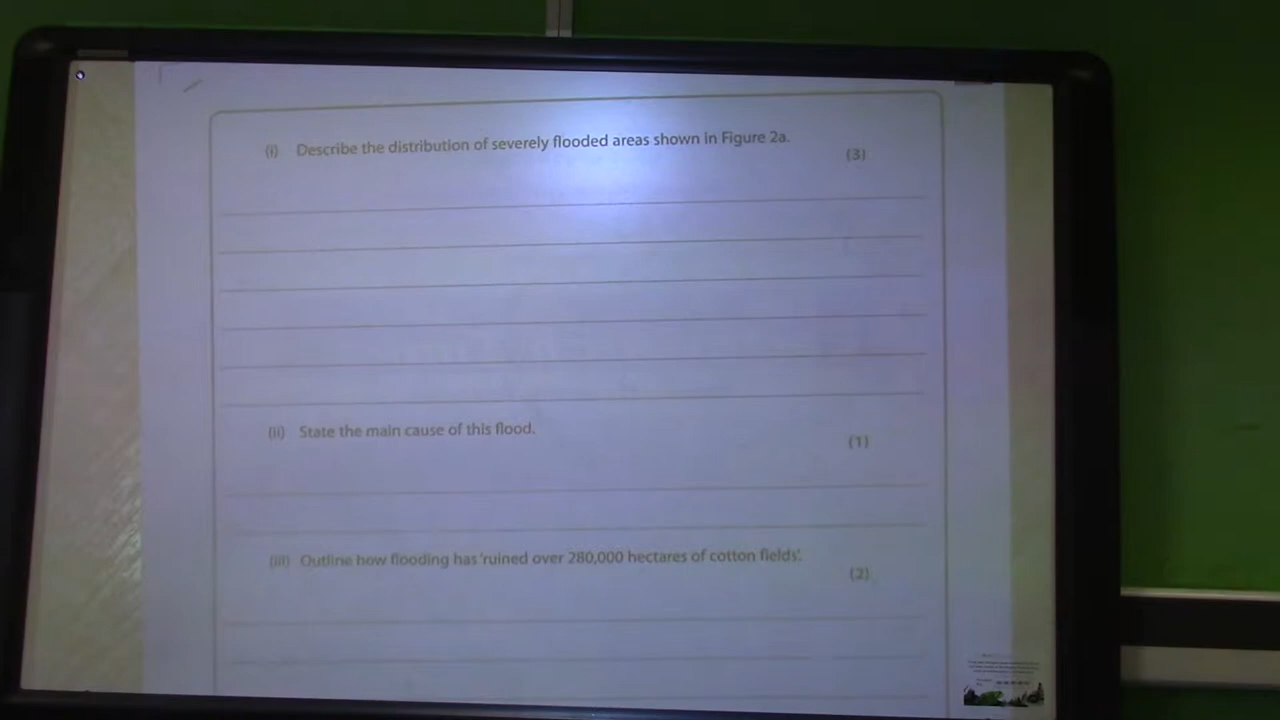 (i) Describe the distribution of severely flooded areas shown in Figure 2a.
(3)
(ii) State the main cause of this flood.
(1)
(iii) Outline how flooding has 'ruined over 280,000 hectares of cotton fields'.
(2)